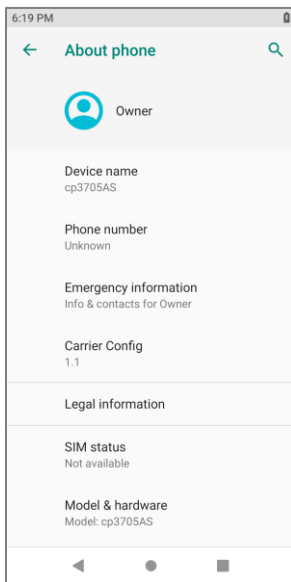 6:19 PM
About phone
Owner
Device name
cp3705AS
Phone number
Unknown
Emergency information
Info & contacts for Owner
Carrier Config
1.1
Legal information
SIM status
Not available
Model & hardware
Model: cp3705AS